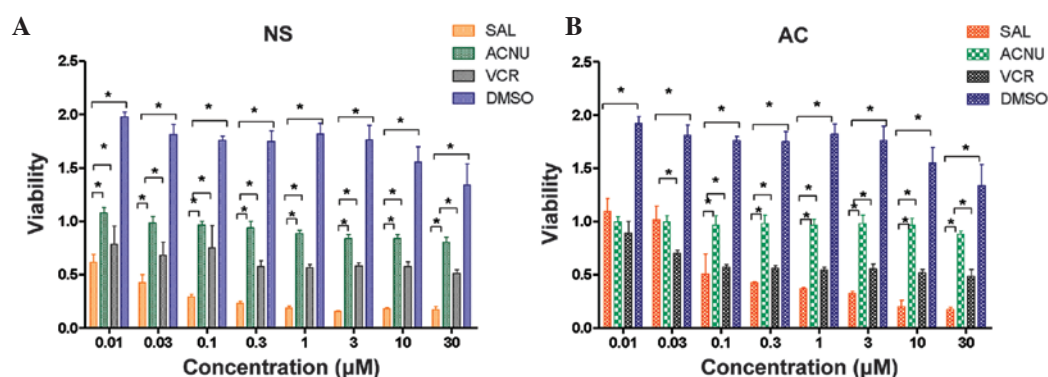 A
NS
SAL
ACNU
VCR
DMSO
Viability
2.5
2.0
1.5
1.0
0.5
0.0
* * * * * * * *
* * * * * * * *
* * * * * * * *
0.01 0.03 0.1 0.3 1 3 10 30
Concentration (µM)
B
AC
SAL
ACNU
VCR
DMSO
Viability
2.5
2.0
1.5
1.0
0.5
0.0
* * * * * * * *
* * * * * * *
* * * * * *
0.01 0.03 0.1 0.3 1 3 10 30
Concentration (µM)